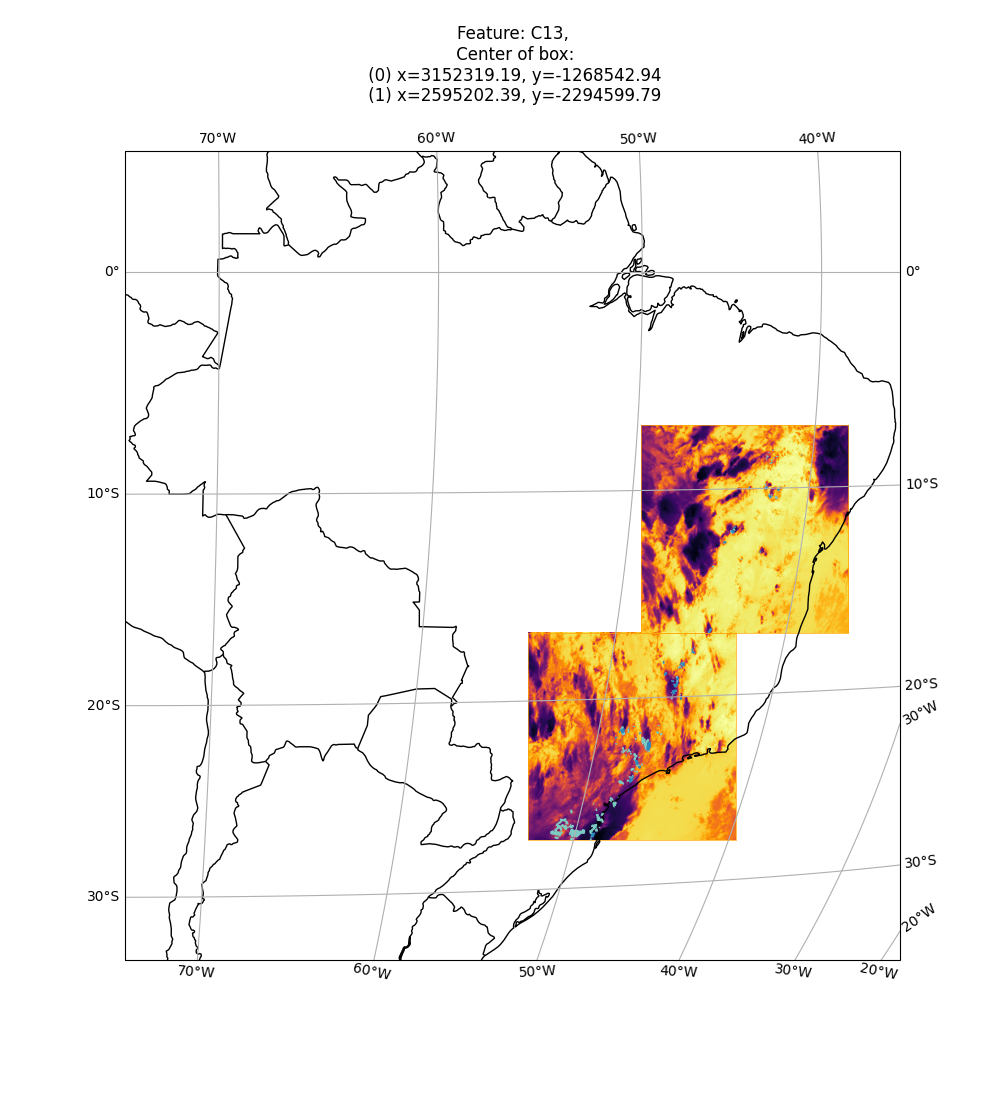 Feature: C13,
Center of box:
(0) x=3152319.19, y=-1268542.94
(1) x=2595202.39, y=-2294599.79
70°W 60°W 50°W 40°W
0° 0°
10°S 10°S
20°S 20°S
30°W
30°S 30°S
20°W
70°W 60°W 50°W 40°W 30°W 20°W